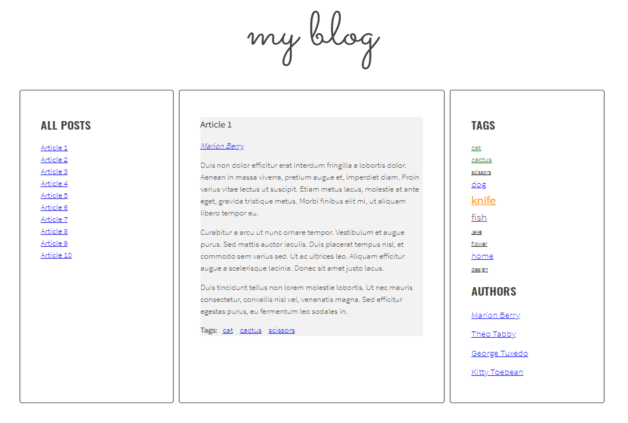 my blog
ALL POSTS
Article 1
Article 2
Article 3
Article 4
Article 5
Article 6
Article 7
Article 8
Article 9
Article 10
Article 1
Marion Berry
Duis non dolor efficitur erat interdum fringilla a lobortis dolor.
Aenean in massa viverra, pretium augue et, imperdiet diam. Proin
varius vitae lectus ut suscipit. Etiam metus lacus, molestie at ante
eget, gravida tristique metus. Morbi finibus elit mi, ut aliquam
libero tempor eu.
Curabitur a arcu ut nunc ornare tempor. Vestibulum et augue
purus. Sed mattis auctor iaculis. Duis placerat tempus nisl, et
commodo sem varius sed. Ut ac ultrices leo. Aliquam efficitur
augue a scelerisque lacinia. Donec sit amet justo lacus.
Duis tincidunt tellus non lorem molestie lobortis. Ut nec mauris
consectetur, convallis nisl vel, venenatis magna. Sed efficitur
egestas purus, eu fermentum leo sodales in.
Tags: cat cactus scissors
TAGS
cat
cactus
scissors
dog
knife
fish
flower
home
design
AUTHORS
Marion Berry
Theo Tabby
George Tuxedo
Kitty Toebean